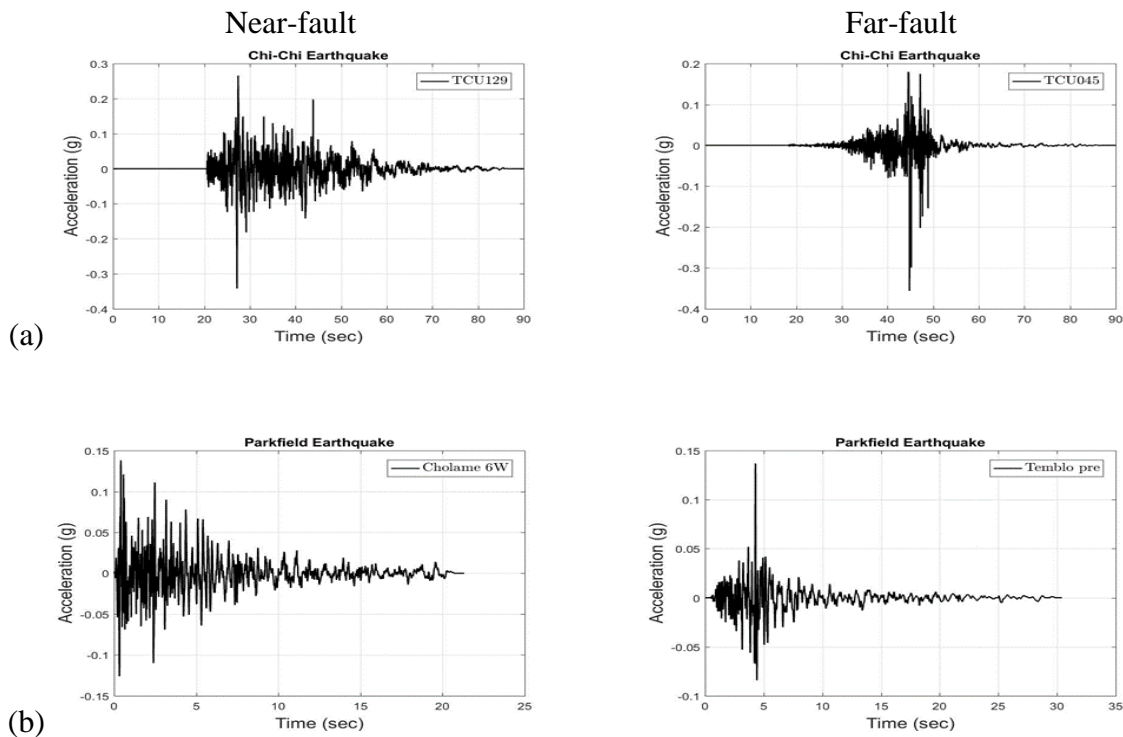 Near-fault
Far-fault
Chi-Chi Earthquake
TCU129
0.3
0.2
0.1
0
-0.1
-0.2
-0.3
-0.4
Acceleration (g)
0 10 20 30 40 50 60 70 80 90
Time (sec)
(a)
Chi-Chi Earthquake
TCU045
0.2
0.1
0
-0.1
-0.2
-0.3
-0.4
Acceleration (g)
0 10 20 30 40 50 60 70 80 90
Time (sec)
Parkfield Earthquake
Cholame 6W
0.15
0.1
0.05
0
-0.05
-0.1
-0.15
Acceleration (g)
0 5 10 15 20 25
Time (sec)
(b)
Parkfield Earthquake
Temblo pre
0.15
0.1
0.05
0
-0.05
-0.1
Acceleration (g)
0 5 10 15 20 25 30 35
Time (sec)